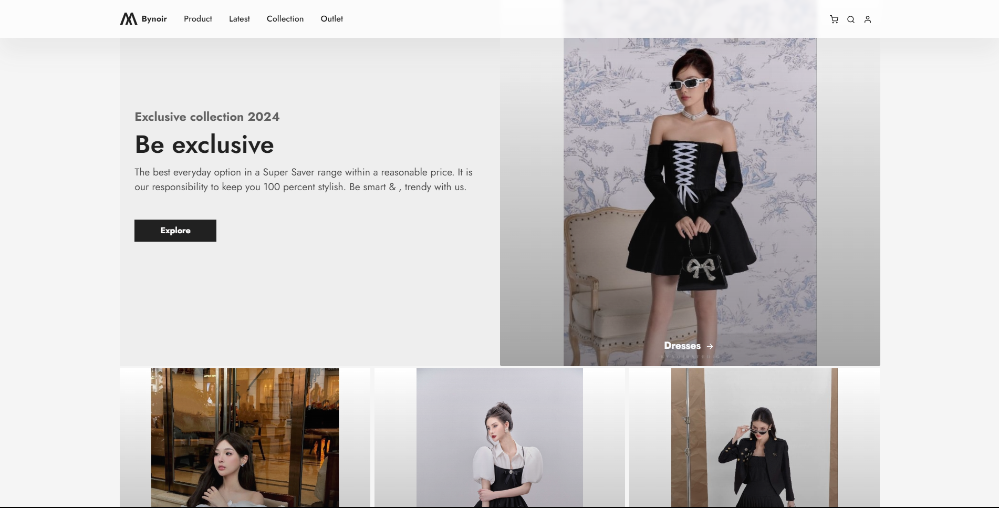 Bynoir
Product
Latest
Collection
Outlet
Exclusive collection 2024
Be exclusive
The best everyday option in a Super Saver range within a reasonable price. It is
our responsibility to keep you 100 percent stylish. Be smart & , trendy with us.
Explore
Dresses →